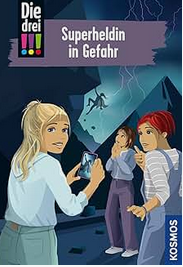 Die
drei
!!!
Superheldin
in Gefahr
KOSMOS